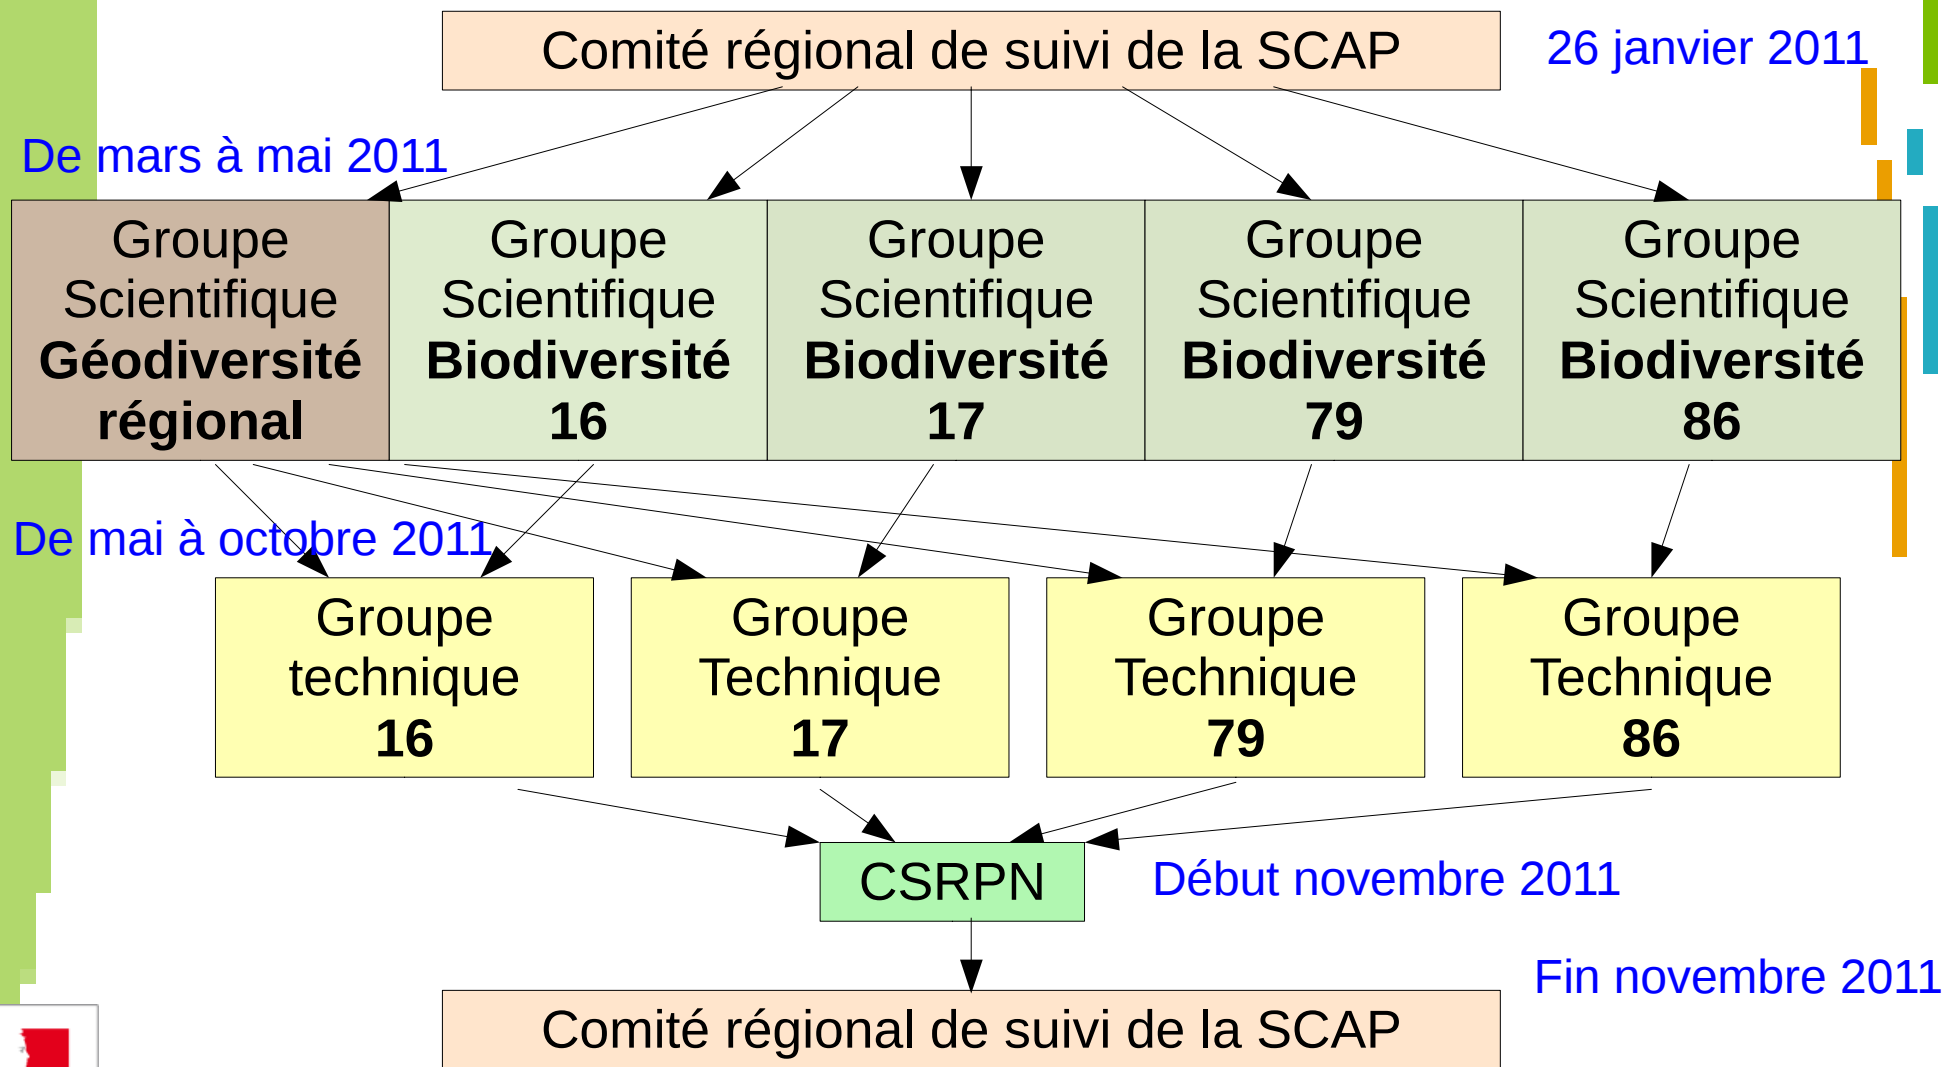 Comité régional de suivi de la SCAP
26 janvier 2011
De mars à mai 2011
Groupe
Scientifique
Géodiversité
régional
Groupe
Scientifique
Biodiversité
16
Groupe
Scientifique
Biodiversité
17
Groupe
Scientifique
Biodiversité
79
Groupe
Scientifique
Biodiversité
86
De mai à octobre 2011
Groupe
technique
16
Groupe
Technique
17
Groupe
Technique
79
Groupe
Technique
86
CSRPN
Début novembre 2011
Fin novembre 2011
Comité régional de suivi de la SCAP